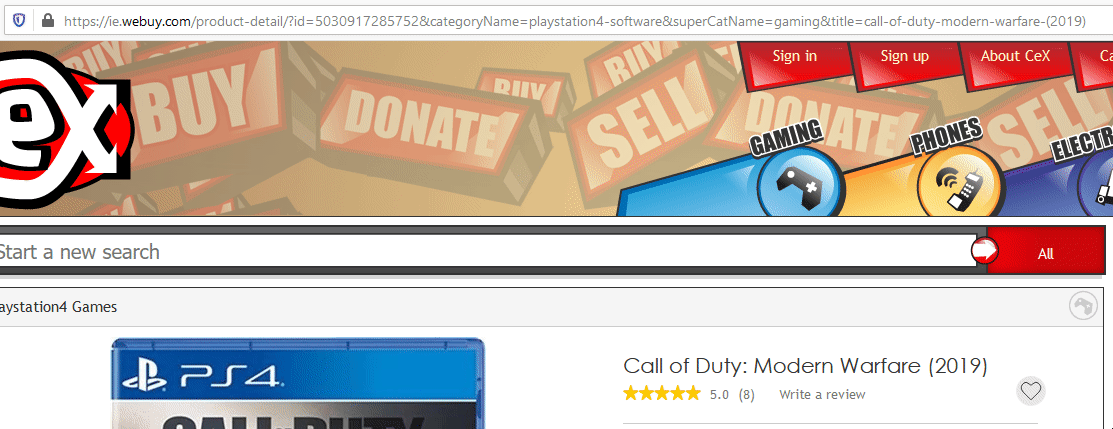 https://ie.webuy.com/product-detail/?id=5030917285752&categoryName=playstation4-software&superCatName=gaming&title=call-of-duty-modern-warfare-(2019)
Sign in Sign up About CeX Ca
ex BUY DONATE BUY SELL BUY SELL SELL
GAMING PHONES ELECTR
Start a new search All
aystation4 Games
PS4
Call of Duty: Modern Warfare (2019)
5.0 (8) Write a review
CALL OF DUTY